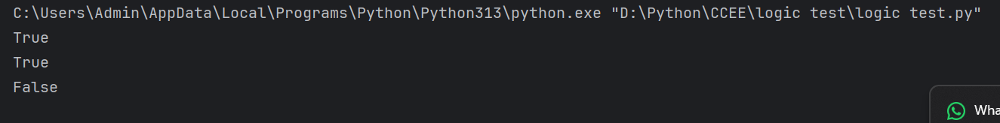 C:\Users\Admin\AppData\Local\Programs\Python\Python313\python.exe "D:\Python\CCEE\logic test\logic test.py"
True
True
False
Wha